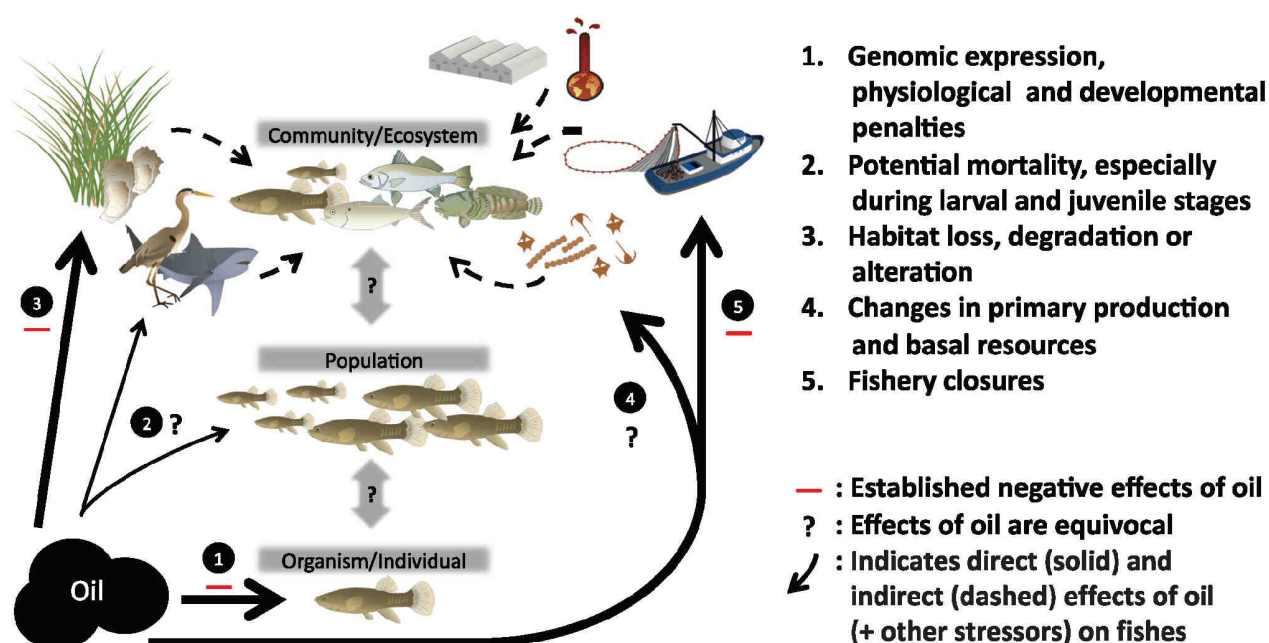 Community/Ecosystem
?
3
5
Population
4
?
2 ?
?
1
Organism/Individual
Oil
1. Genomic expression,
physiological and developmental
penalties
2. Potential mortality, especially
during larval and juvenile stages
3. Habitat loss, degradation or
alteration
4. Changes in primary production
and basal resources
5. Fishery closures
— : Established negative effects of oil
? : Effects of oil are equivocal
: Indicates direct (solid) and
indirect (dashed) effects of oil
(+ other stressors) on fishes